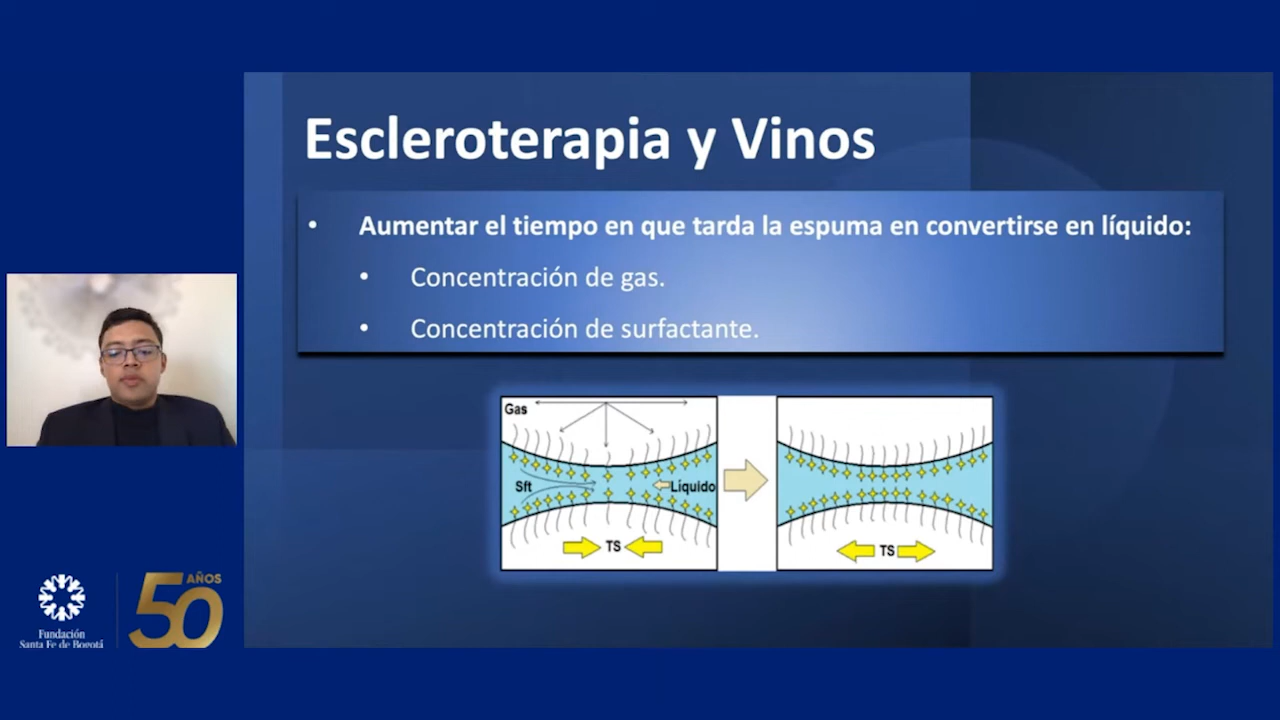 Escleroterapia y Vinos
• Aumentar el tiempo en que tarda la espuma en convertirse en líquido:
• Concentración de gas.
• Concentración de surfactante.
Gas
Sft
Líquido
TS
TS
50 AÑOS
Fundación
Santa Fe de Bogotá